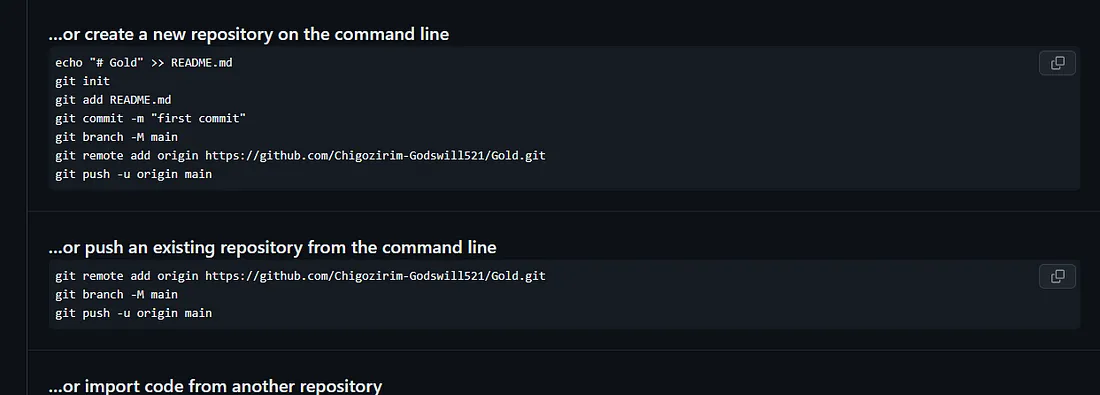 ...or create a new repository on the command line
echo "# Gold" >> README.md
git init
git add README.md
git commit -m "first commit"
git branch -M main
git remote add origin https://github.com/Chigozirim-Godswill521/Gold.git
git push -u origin main
...or push an existing repository from the command line
git remote add origin https://github.com/Chigozirim-Godswill521/Gold.git
git branch -M main
git push -u origin main
...or import code from another repository